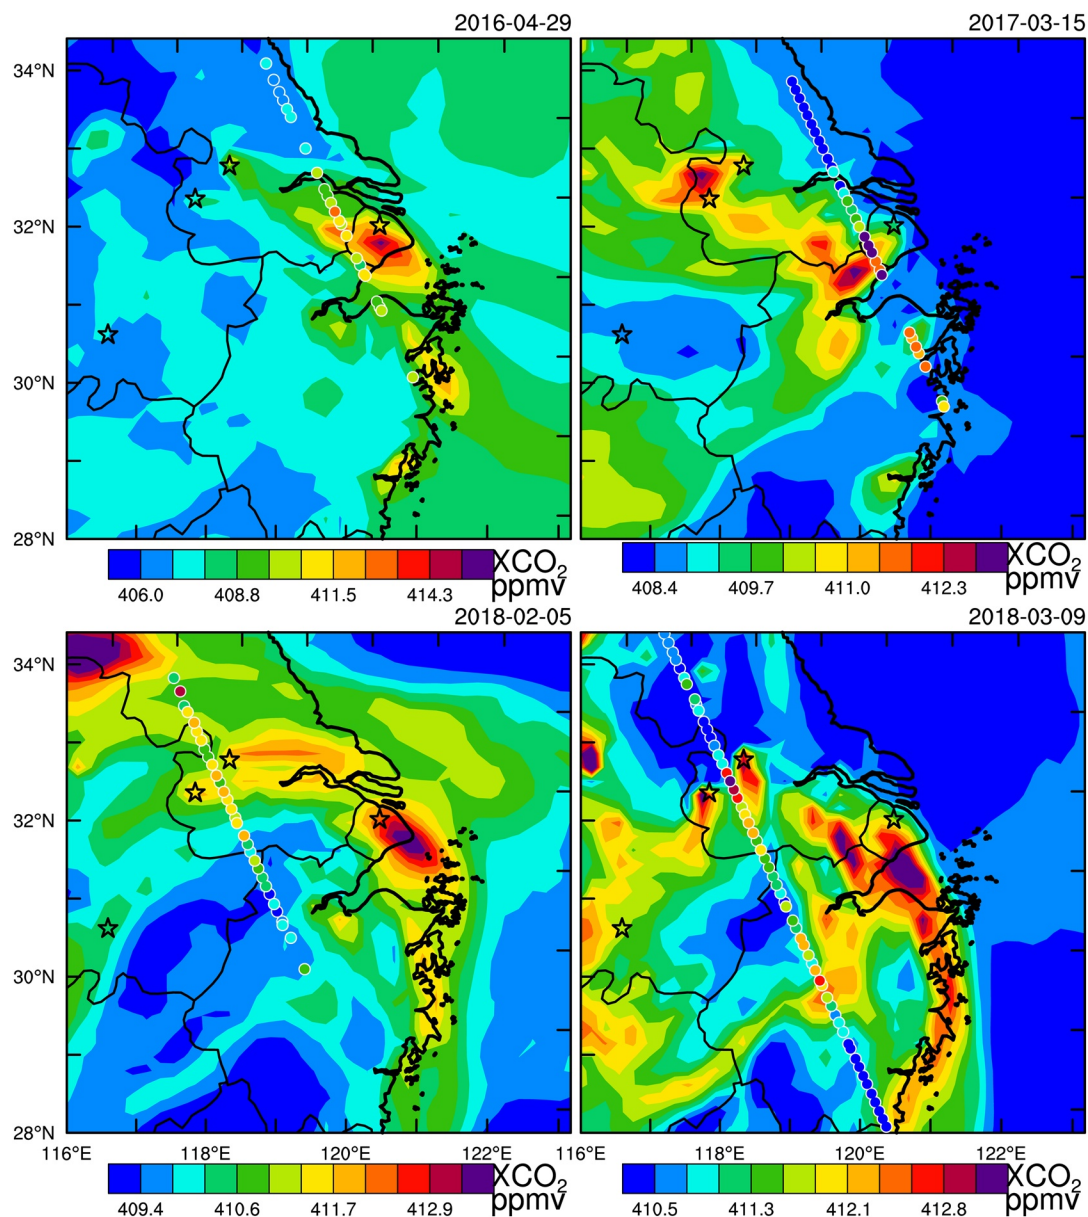 2016-04-29
2017-03-15
34°N
32°N
30°N
28°N
XCO₂
ppmv
406.0 408.8 411.5 414.3
XCO₂
ppmv
408.4 409.7 411.0 412.3
2018-02-05
2018-03-09
34°N
32°N
30°N
28°N
116°E 118°E 120°E 122°E 116°E 118°E 120°E 122°E
XCO₂
ppmv
409.4 410.6 411.7 412.9
XCO₂
ppmv
410.5 411.3 412.1 412.8